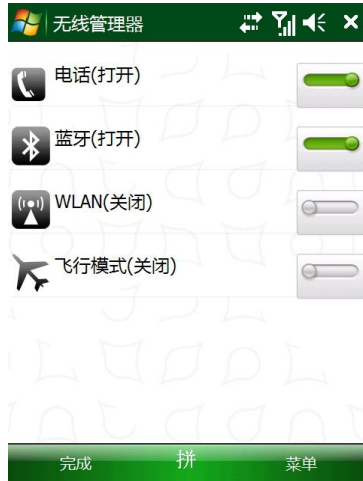 无线管理器
电话(打开)
蓝牙(打开)
WLAN(关闭)
飞行模式(关闭)
完成 拼 菜单